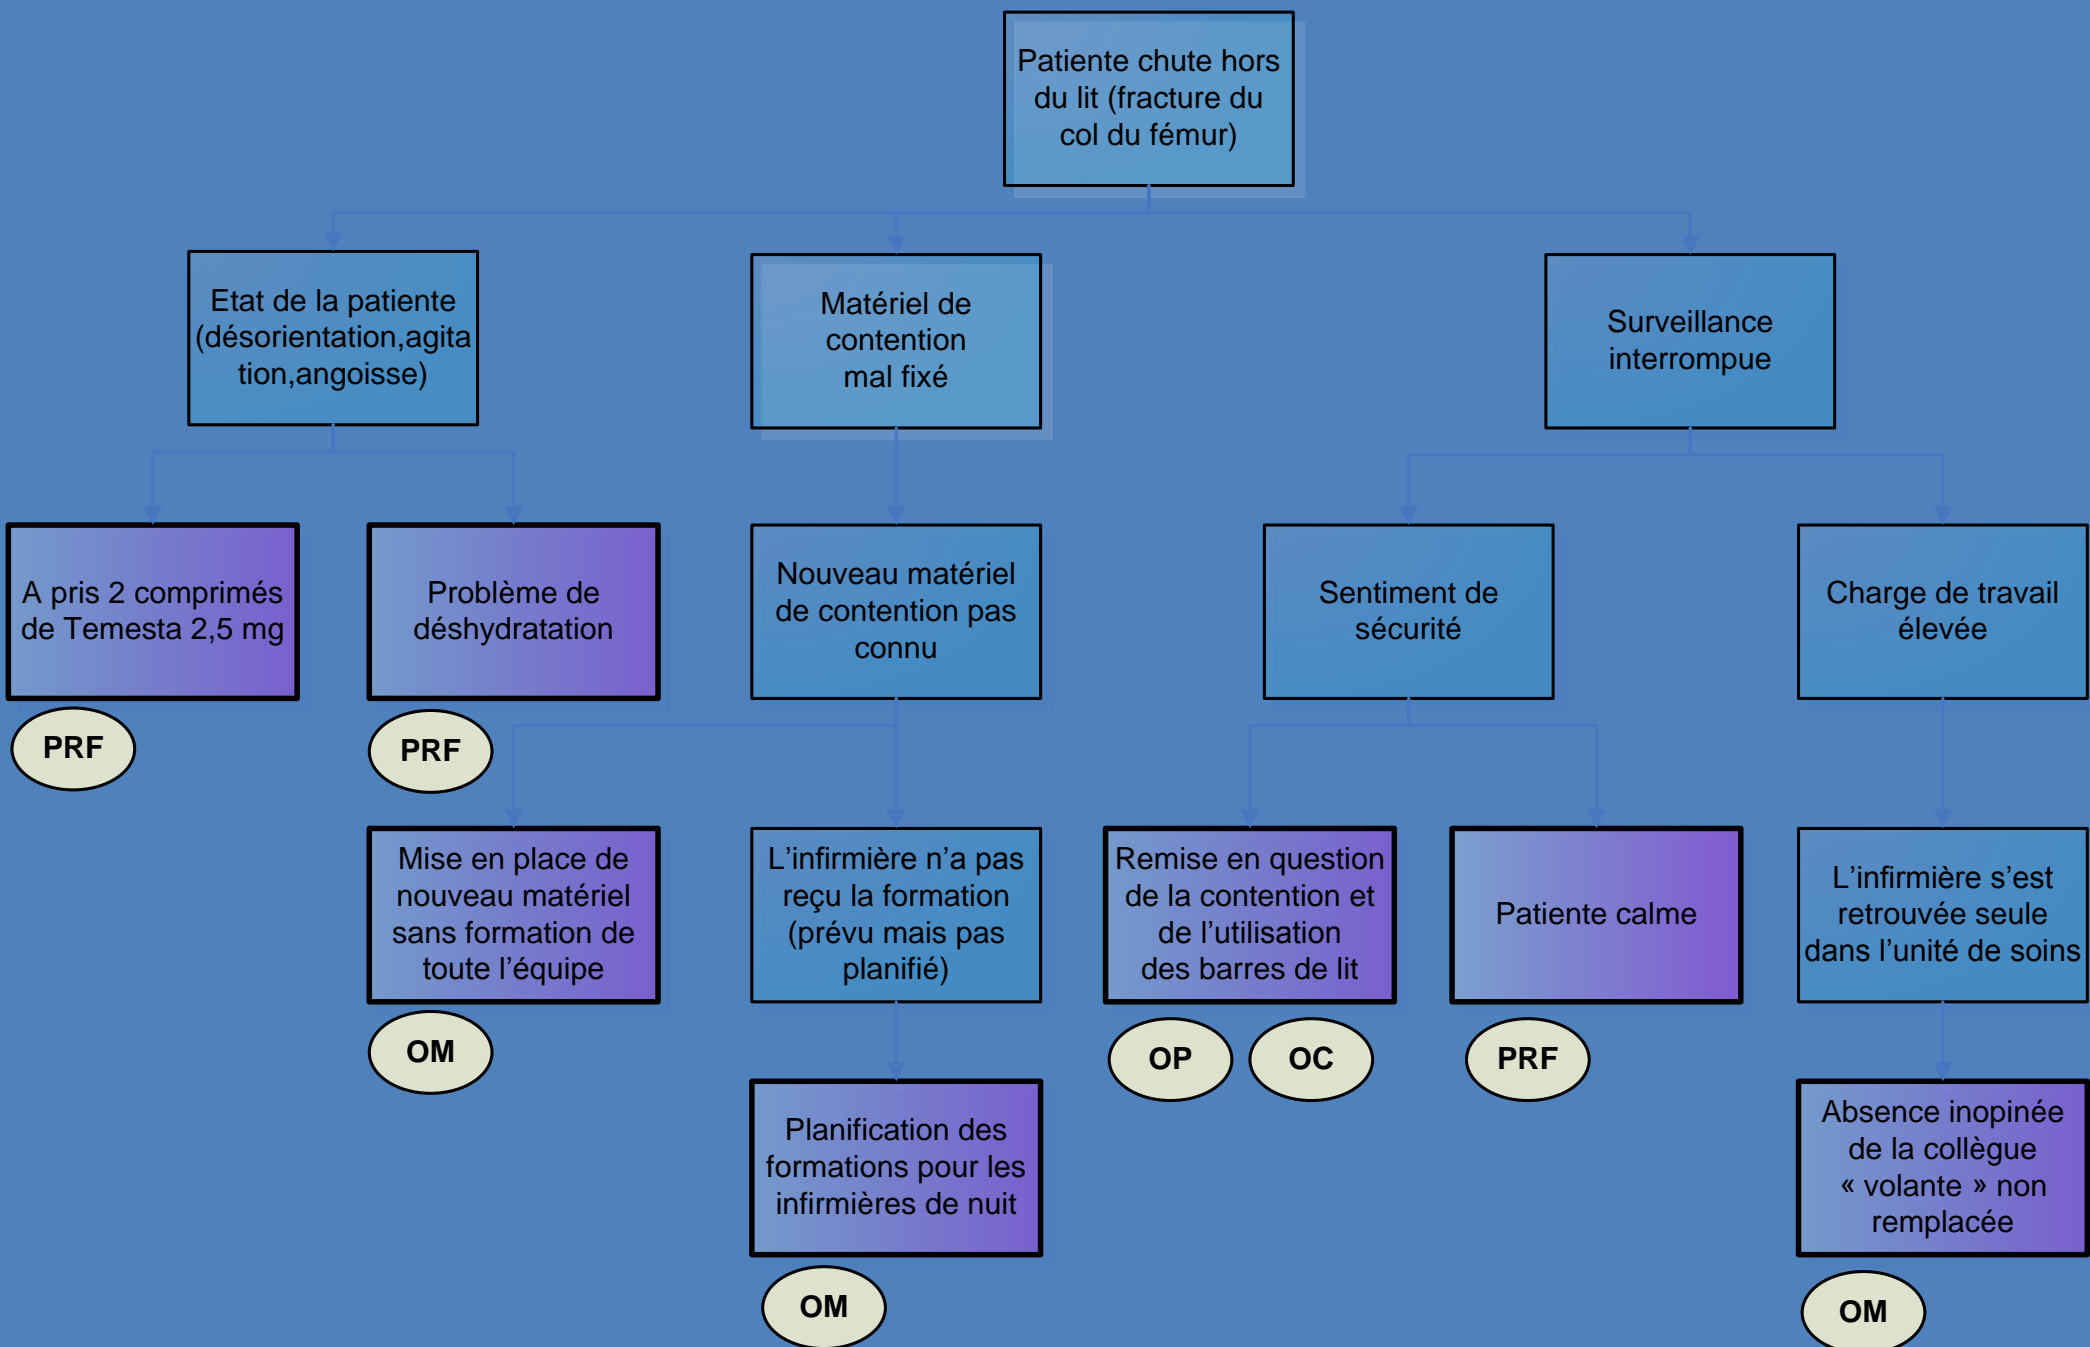 Patiente chute hors
du lit (fracture du
col du fémur)
Etat de la patiente
(désorientation,agita
tion,angoisse)
Matériel de
contention
mal fixé
Surveillance
interrompue
A pris 2 comprimés
de Temesta 2,5 mg
Problème de
déshydratation
Nouveau matériel
de contention pas
connu
Sentiment de
sécurité
Charge de travail
élevée
PRF
PRF
Mise en place de
nouveau matériel
sans formation de
toute l’équipe
L’infirmière n’a pas
reçu la formation
(prévu mais pas
planifié)
Remise en question
de la contention et
de l’utilisation
des barres de lit
Patiente calme
L’infirmière s’est
retrouvée seule
dans l’unité de soins
OM
OP
OC
PRF
Planification des
formations pour les
infirmières de nuit
Absence inopinée
de la collègue
« volante » non
remplacée
OM
OM